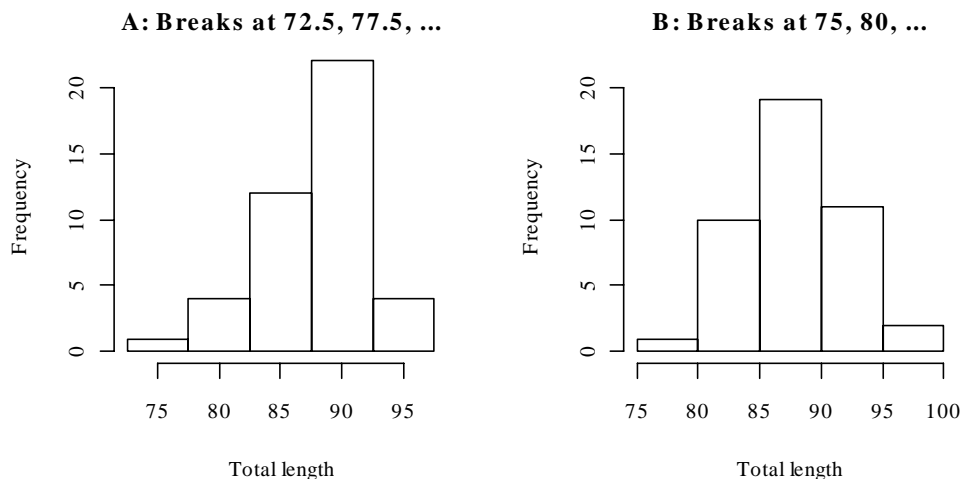 A: Breaks at 72.5, 77.5, ...
Frequency
0
5
10
15
20
75 80 85 90 95
Total length
B: Breaks at 75, 80, ...
Frequency
0
5
10
15
20
75 80 85 90 95 100
Total length